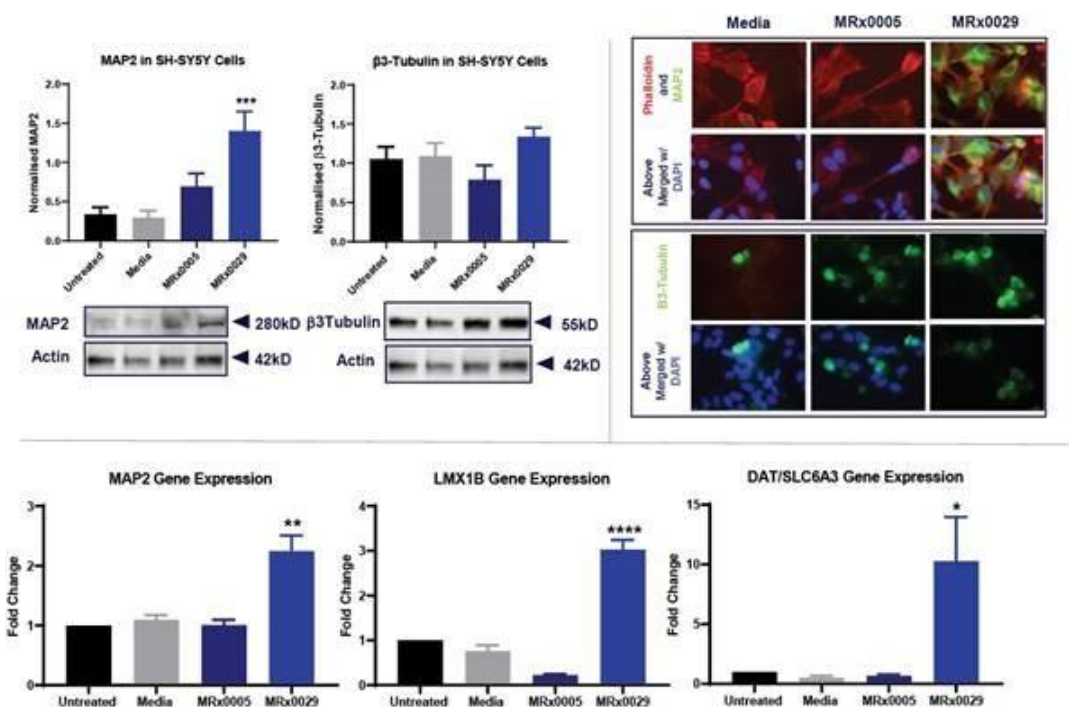 MAP2 in SH-SY5Y Cells
Normalised MAP2
2.0
1.5
1.0
0.5
0.0
***
Untreated
Media
MRx0005
MRx0029
MAP2
280kD
Actin
42kD
β3-Tubulin in SH-SY5Y Cells
Normalised β3-Tubulin
2.0
1.5
1.0
0.5
0.0
Untreated
Media
MRx0005
MRx0029
β3Tubulin
55kD
Actin
42kD
Media MRx0005 MRx0029
Phalloidin
and
MAP2
Above
Merged w/
DAPI
B3-Tubulin
Above
Merged w/
DAPI
MAP2 Gene Expression
Fold Change
3
2
1
0
**
Untreated Media MRx0005 MRx0029
LMX1B Gene Expression
Fold Change
4
3
2
1
0
****
Untreated Media MRx0005 MRx0029
DAT/SLC6A3 Gene Expression
Fold Change
15
10
5
0
*
Untreated Media MRx0005 MRx0029